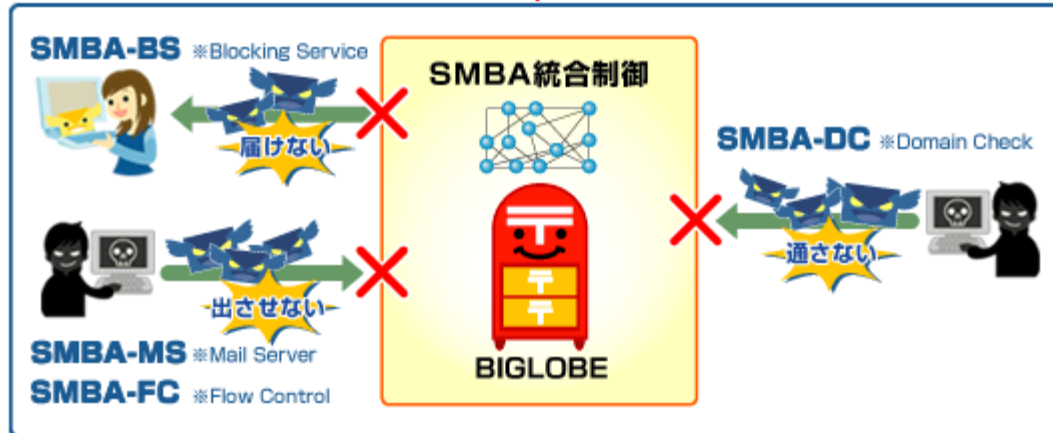 SMBA-BS ※Blocking Service
届けない
出させない
SMBA-MS ※Mail Server
SMBA-FC ※Flow Control
SMBA統合制御
BIGLOBE
SMBA-DC ※Domain Check
通さない